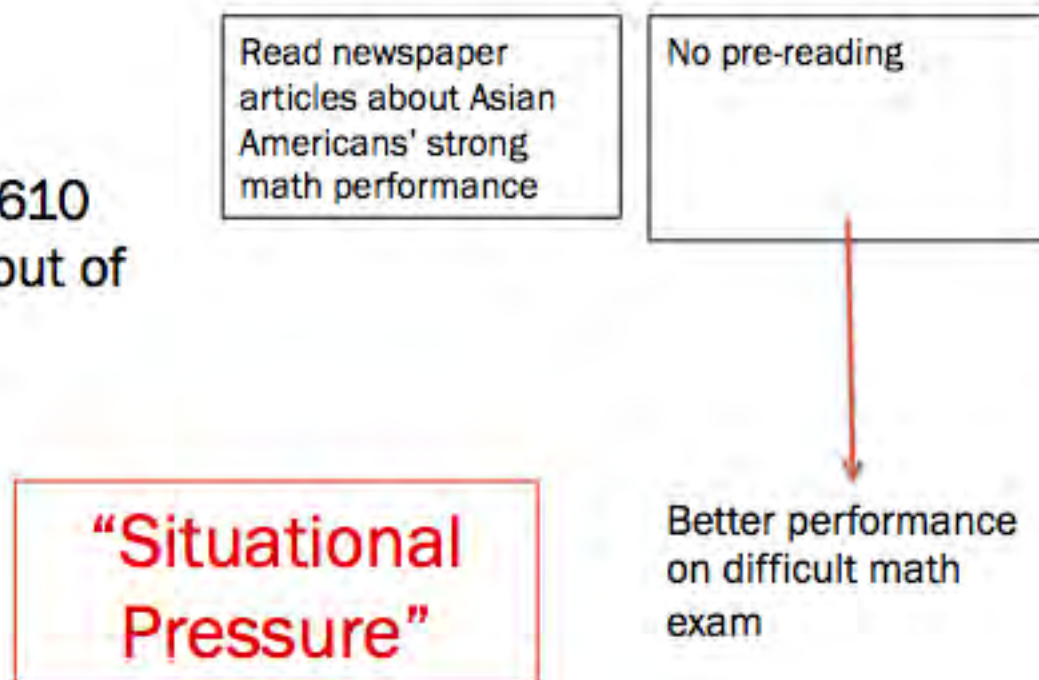 Read newspaper
articles about Asian
Americans' strong
math performance
No pre-reading
610
out of
"Situational
Pressure"
Better performance
on difficult math
exam